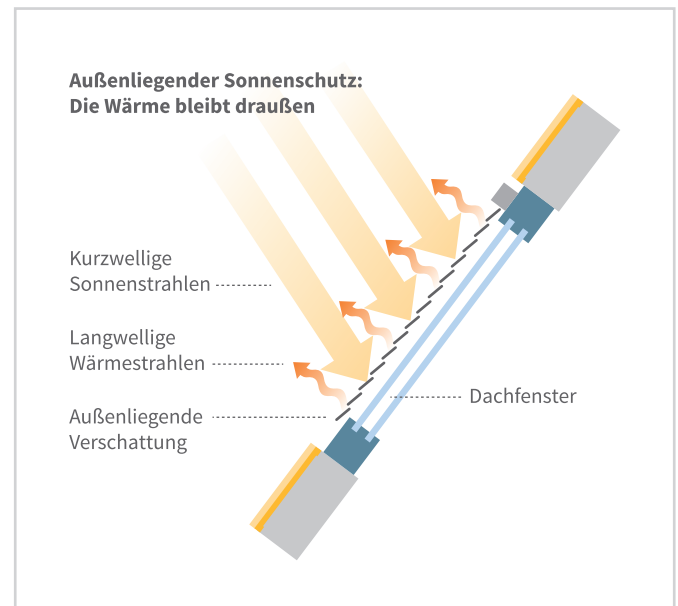 Außenliegender Sonnenschutz:
Die Wärme bleibt draußen
Kurzwellige
Sonnenstrahlen
Langwellige
Wärmestrahlen
Außenliegende
Verschattung
Dachfenster